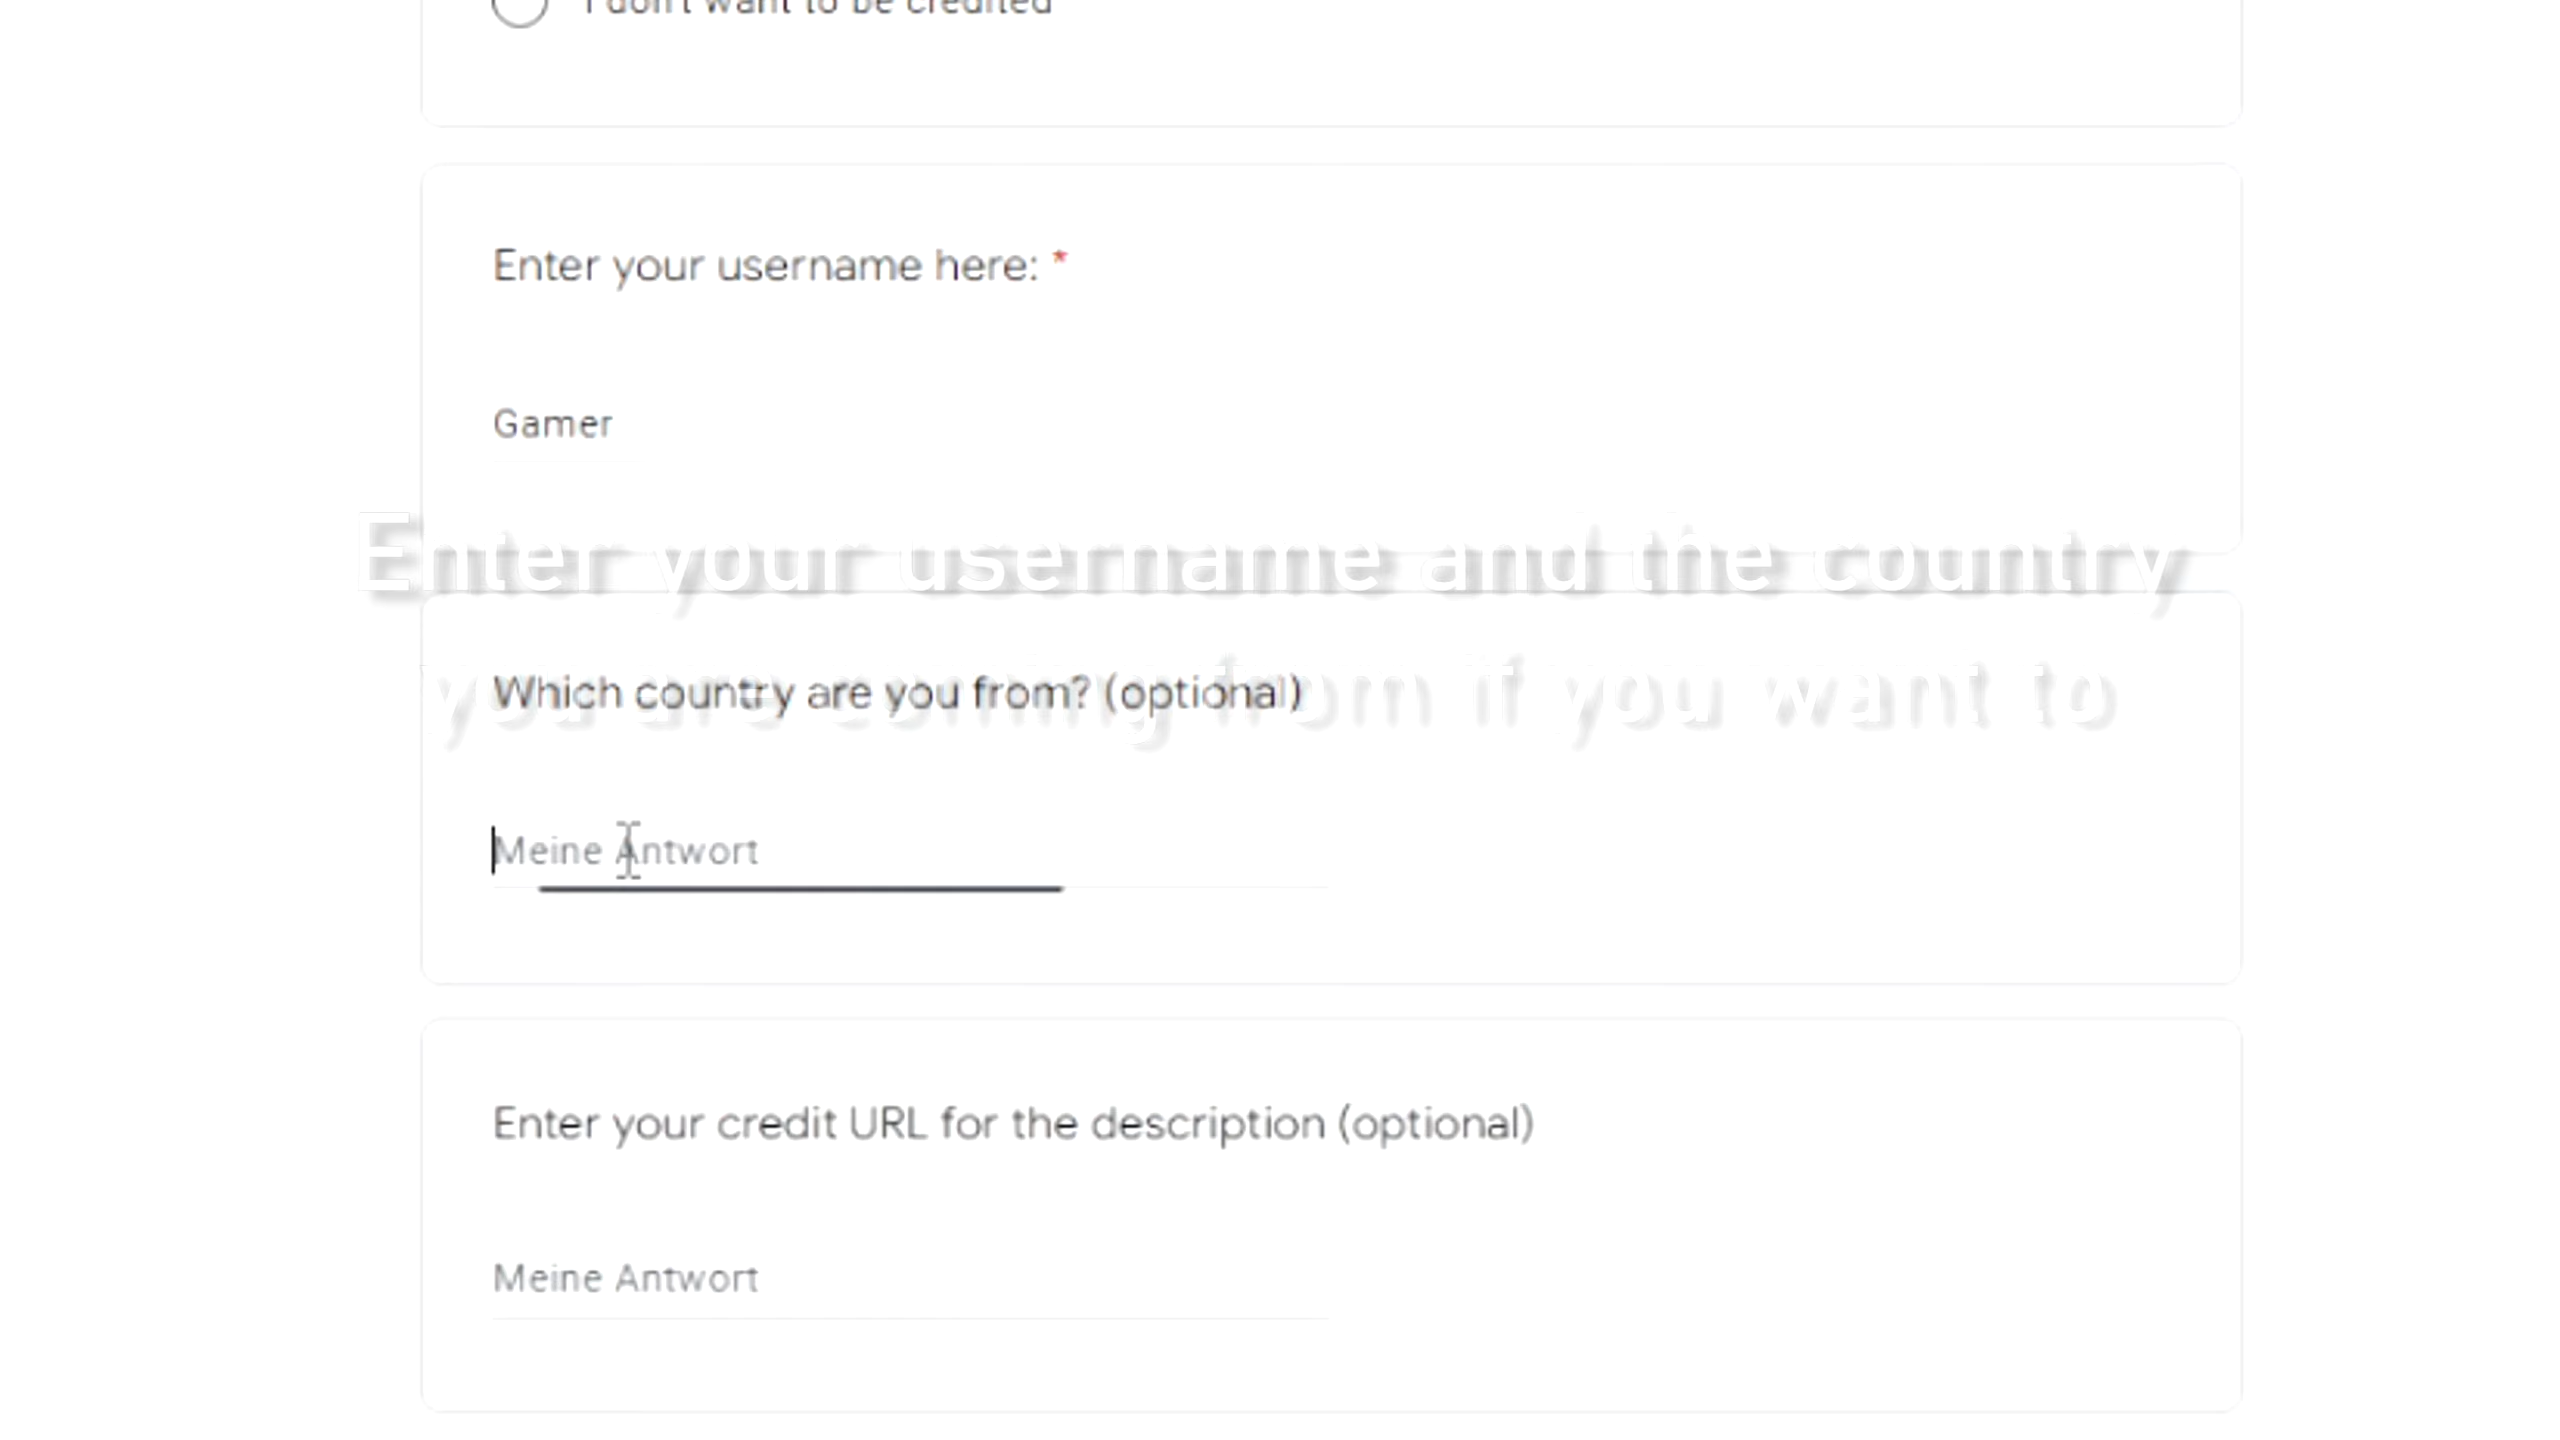 I don't want to be credited
Enter your username here: *
Gamer
Enter your username and the country
you are coming from if you want to
Which country are you from? (optional)
Meine Antwort
Enter your credit URL for the description (optional)
Meine Antwort